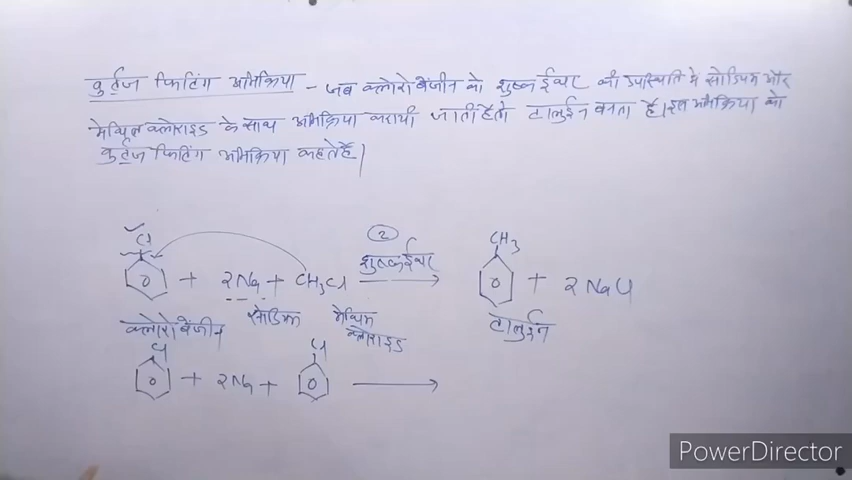 वुर्ट्ज फिटिंग अभिक्रिया - जब क्लोरो बेंजीन को शुष्क ईथर की उपस्थिति मे सोडियम और
मेथिल क्लोराइड के साथ अभिक्रिया करायी जाती है तो टालुईन बनता है। इस अभिक्रिया को
वुर्ट्ज फिटिंग अभिक्रिया कहते है।
Cl ② CH3
+ 2Na + CH3Cl शुष्क ईथर + 2NaCl
क्लोरो बेंजीन सोडियम मेथिल क्लोराइड टालुईन
Cl Cl
+ 2Na +
PowerDirector